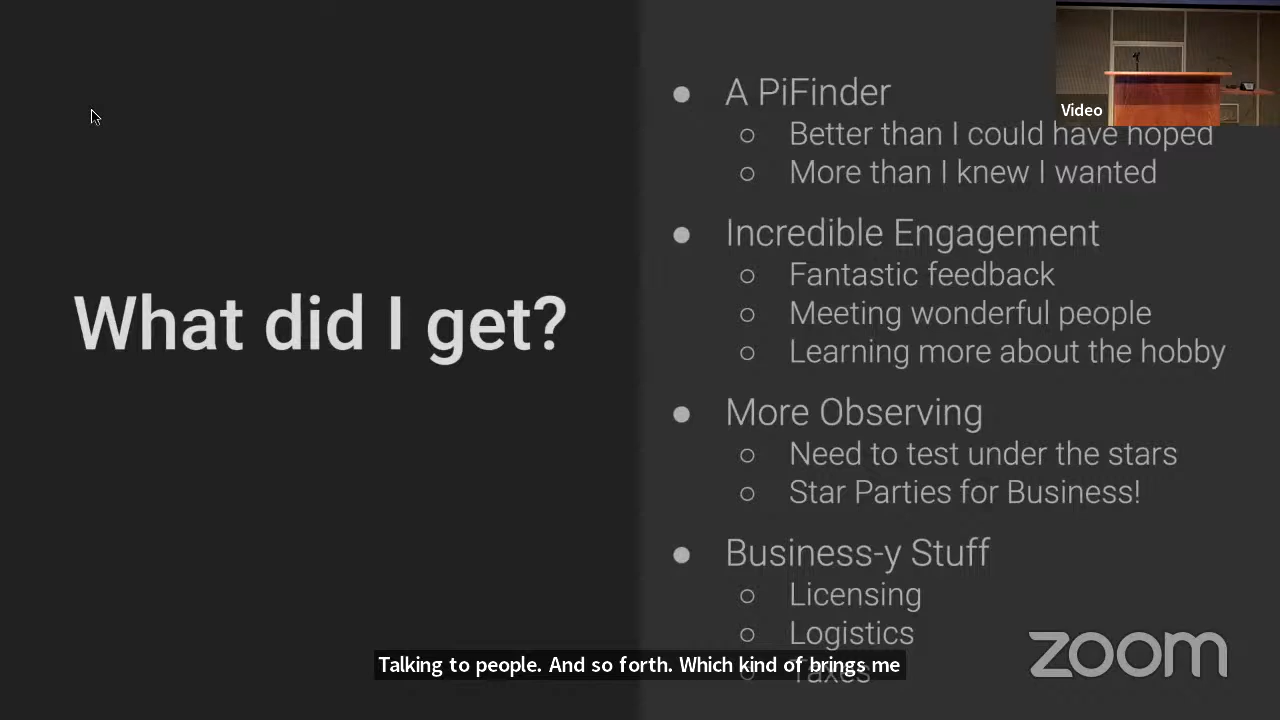 What did I get?
A PiFinder
Better than I could have hoped
More than I knew I wanted
Incredible Engagement
Fantastic feedback
Meeting wonderful people
Learning more about the hobby
More Observing
Need to test under the stars
Star Parties for Business!
Business-y Stuff
Licensing
Logistics
Taxes
Video
Talking to people. And so forth. Which kind of brings me
zoom